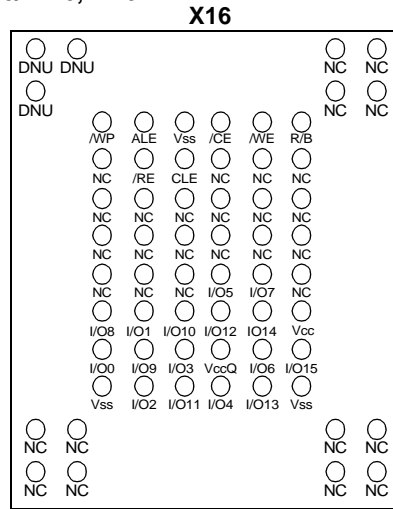 X16
DNU DNU NC NC
DNU NC NC
/WP ALE Vss /CE /WE R/B
NC /RE CLE NC NC NC
NC NC NC NC NC NC
NC NC NC NC NC NC
NC NC NC I/O5 I/O7 NC
I/O8 I/O1 I/O10 I/O12 IO14 Vcc
I/O0 I/O9 I/O3 VccQ I/O6 I/O15
Vss I/O2 I/O11 I/O4 I/O13 Vss
NC NC NC NC
NC NC NC NC